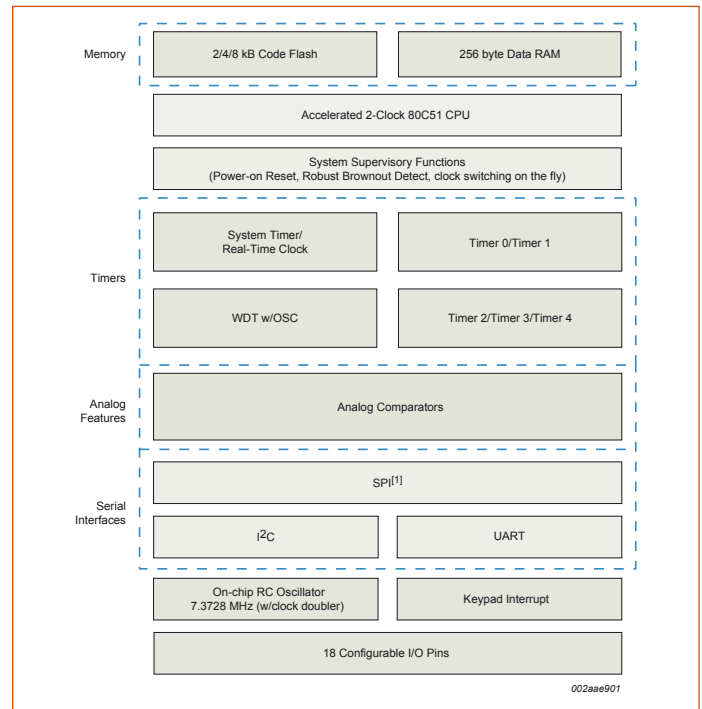 Memory
2/4/8 kB Code Flash
256 byte Data RAM
Accelerated 2-Clock 80C51 CPU
System Supervisory Functions
(Power-on Reset, Robust Brownout Detect, clock switching on the fly)
Timers
System Timer/
Real-Time Clock
Timer 0/Timer 1
WDT w/OSC
Timer 2/Timer 3/Timer 4
Analog
Features
Analog Comparators
Serial
Interfaces
SPI[1]
I2C
UART
On-chip RC Oscillator
7.3728 MHz (w/clock doubler)
Keypad Interrupt
18 Configurable I/O Pins
002aae901